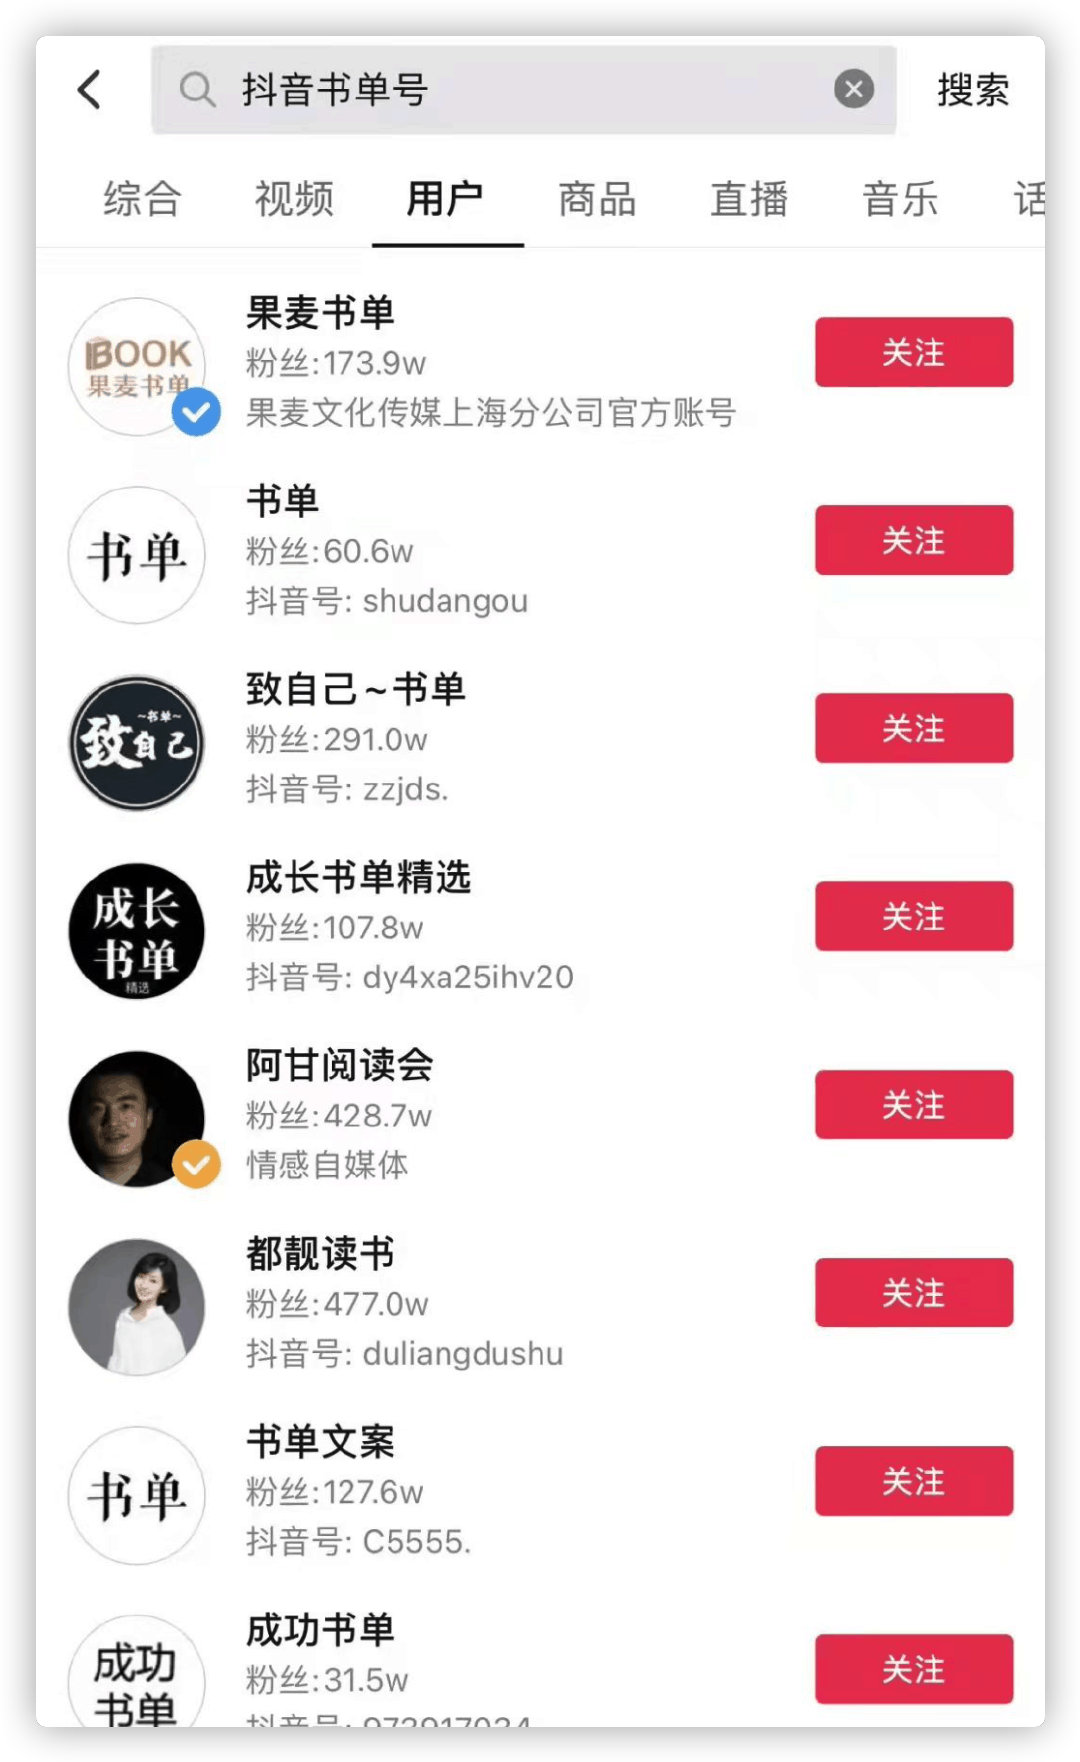 抖音书单号
搜索
综合 视频 用户 商品 直播 音乐 话
BOOK
果麦书单
果麦书单
粉丝:173.9w
果麦文化传媒上海分公司官方账号
关注
书单
书单
粉丝:60.6w
抖音号: shudangou
关注
~书单~
致自己
致自己~书单
粉丝:291.0w
抖音号: zzjds.
关注
成长
书单
精选
成长书单精选
粉丝:107.8w
抖音号: dy4xa25ihv20
关注
阿甘阅读会
粉丝:428.7w
情感自媒体
关注
都靓读书
粉丝:477.0w
抖音号: duliangdushu
关注
书单
书单文案
粉丝:127.6w
抖音号: C5555.
关注
成功
书单
成功书单
粉丝:31.5w
抖音号: 973917034
关注